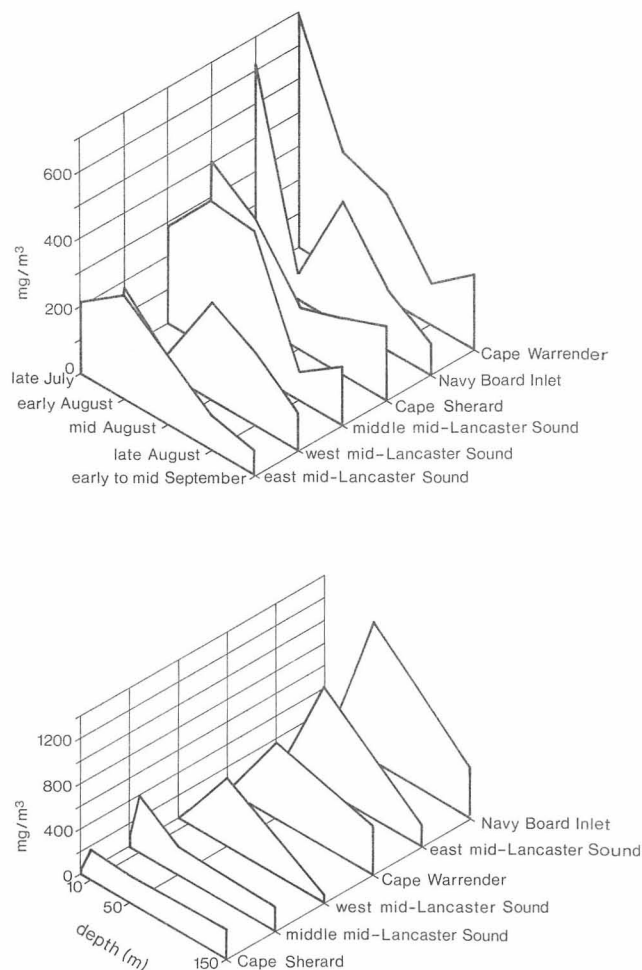 600
400
200
0
mg/m³
late July
early August
mid August
late August
early to mid September
Cape Warrender
Navy Board Inlet
Cape Sherard
middle mid-Lancaster Sound
west mid-Lancaster Sound
east mid-Lancaster Sound
1200
800
400
0
mg/m³
10
50
150
depth (m)
Navy Board Inlet
east mid-Lancaster Sound
Cape Warrender
west mid-Lancaster Sound
middle mid-Lancaster Sound
Cape Sherard